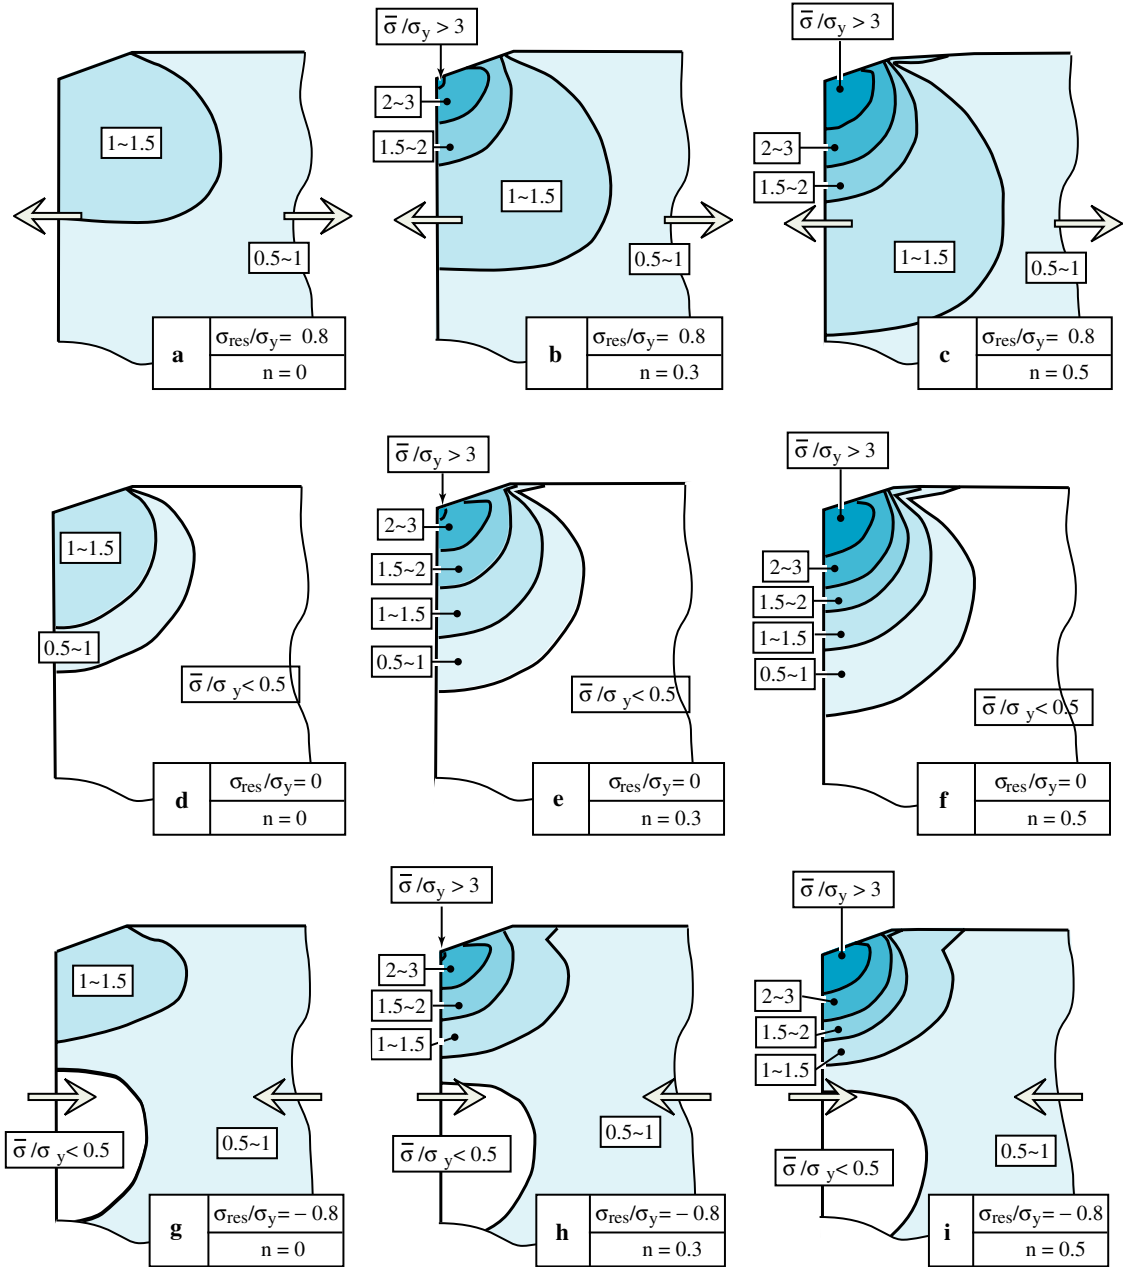 σ̄/σy > 3
2~3
1.5~2
1~1.5
0.5~1
1~1.5
0.5~1
σ̄/σy > 3
2~3
1.5~2
1~1.5
0.5~1
a
σres/σy= 0.8
n = 0
b
σres/σy= 0.8
n = 0.3
c
σres/σy= 0.8
n = 0.5
1~1.5
0.5~1
σ̄/σ y< 0.5
σ̄/σy > 3
2~3
1.5~2
1~1.5
0.5~1
σ̄/σ y< 0.5
σ̄/σy > 3
2~3
1.5~2
1~1.5
0.5~1
σ̄/σ y< 0.5
d
σres/σy= 0
n = 0
e
σres/σy= 0
n = 0.3
f
σres/σy= 0
n = 0.5
1~1.5
σ̄/σ y< 0.5
0.5~1
σ̄/σy > 3
2~3
1.5~2
1~1.5
σ̄/σ y< 0.5
0.5~1
σ̄/σy > 3
2~3
1.5~2
1~1.5
σ̄/σ y< 0.5
0.5~1
g
σres/σy= – 0.8
n = 0
h
σres/σy= – 0.8
n = 0.3
i
σres/σy= – 0.8
n = 0.5